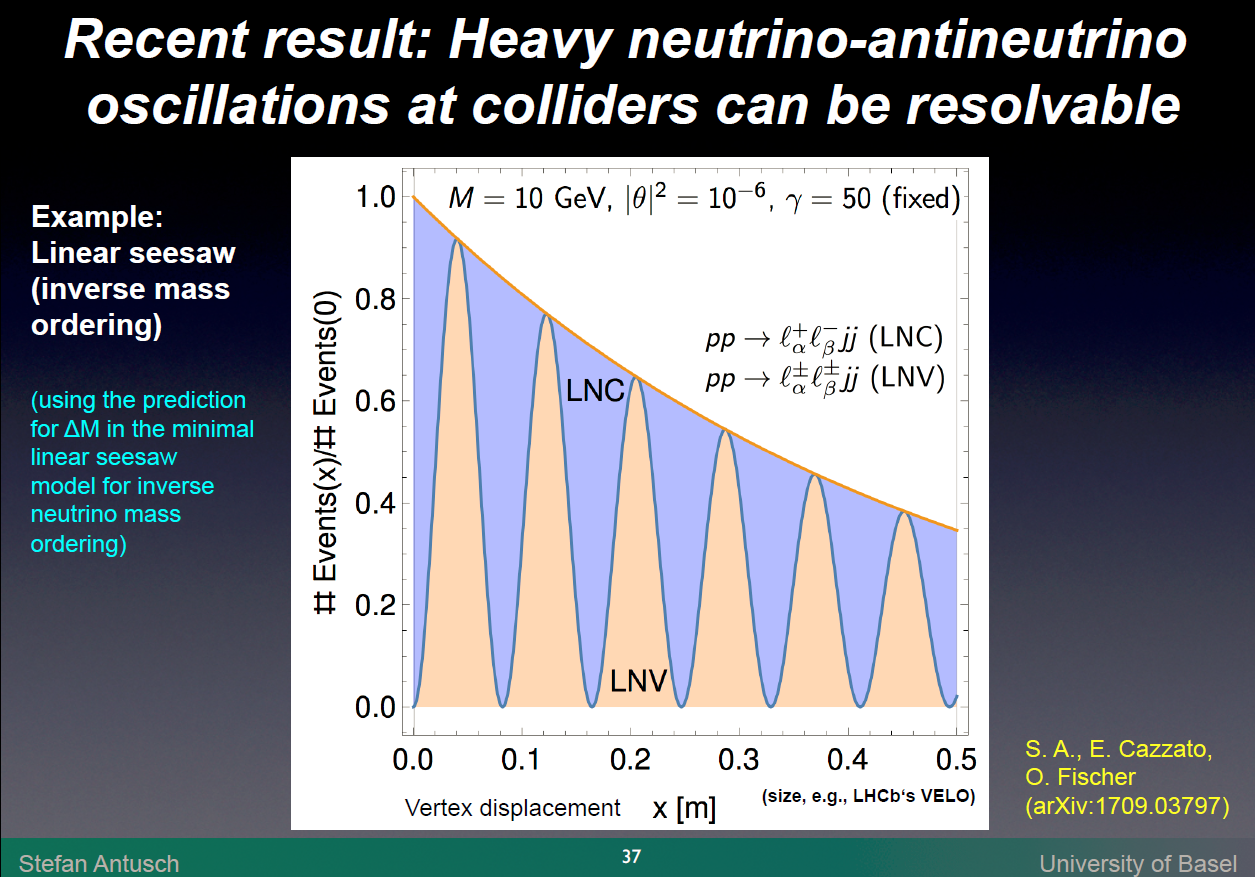 Recent result: Heavy neutrino-antineutrino
oscillations at colliders can be resolvable
Example:
Linear seesaw
(inverse mass
ordering)
(using the prediction
for ΔM in the minimal
linear seesaw
model for inverse
neutrino mass
ordering)
M = 10 GeV, |θ|² = 10⁻⁶, γ = 50 (fixed)
pp → ℓ⁺_α ℓ⁻_β jj (LNC)
pp → ℓ^±_α ℓ^±_β jj (LNV)
LNC
LNV
# Events(x)/# Events(0)
1.0
0.8
0.6
0.4
0.2
0.0
0.0 0.1 0.2 0.3 0.4 0.5
Vertex displacement x [m]
(size, e.g., LHCb‘s VELO)
S. A., E. Cazzato,
O. Fischer
(arXiv:1709.03797)
Stefan Antusch
37
University of Basel